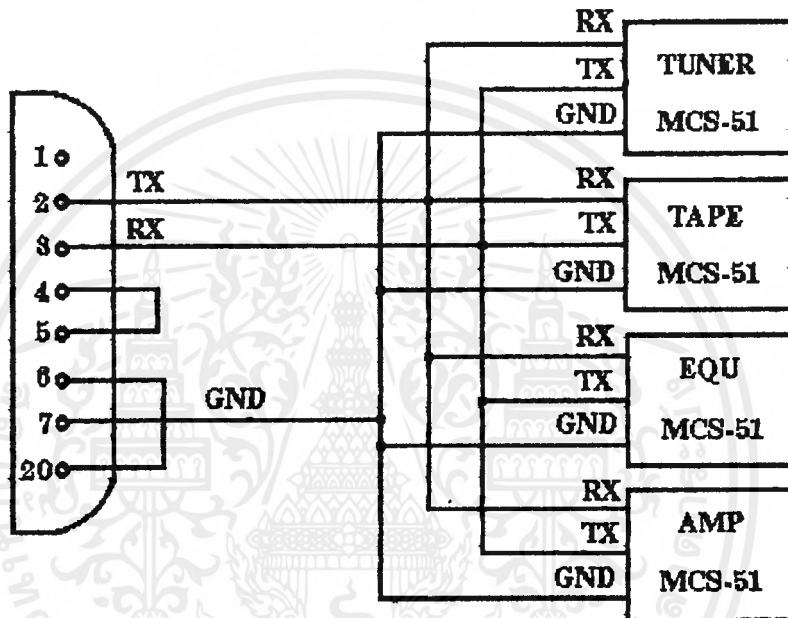 1
2
3
4
5
6
7
20
TX
RX
GND
RX
TX
GND
TUNER
MCS-51
RX
TX
GND
TAPE
MCS-51
RX
TX
GND
EQU
MCS-51
RX
TX
GND
AMP
MCS-51